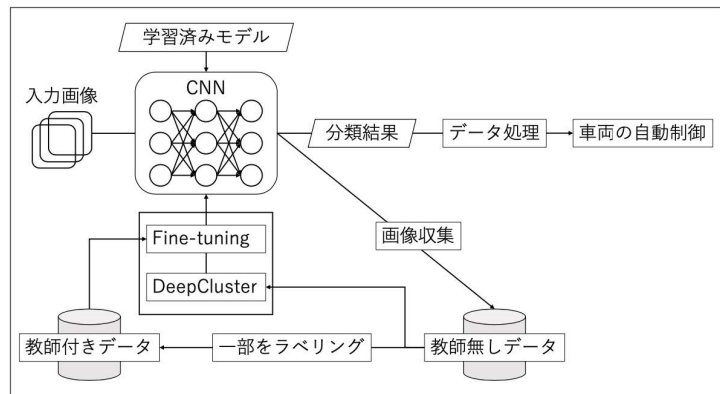 学習済みモデル
CNN
入力画像
分類結果
データ処理
車両の自動制御
画像収集
Fine-tuning
DeepCluster
教師付きデータ
一部をラベリング
教師無しデータ